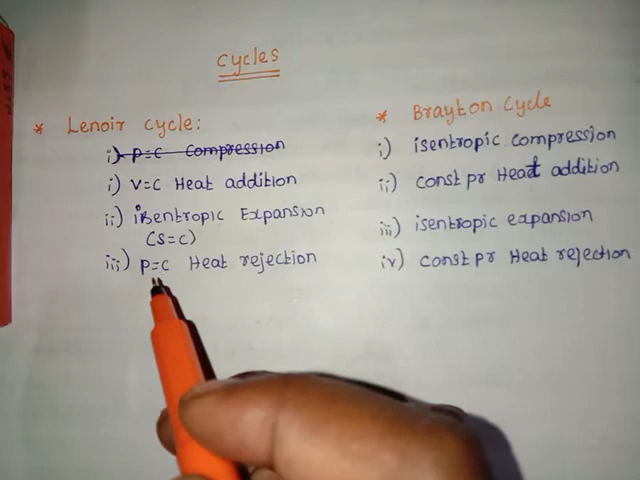 Cycles
* Lenoir cycle:
i) P=C Compression
i) V=C Heat addition
ii) isentropic Expansion
(S=C)
iii) P=C Heat rejection
* Brayton Cycle
i) isentropic compression
ii) const pr Heat addition
iii) isentropic expansion
iv) const pr Heat rejection